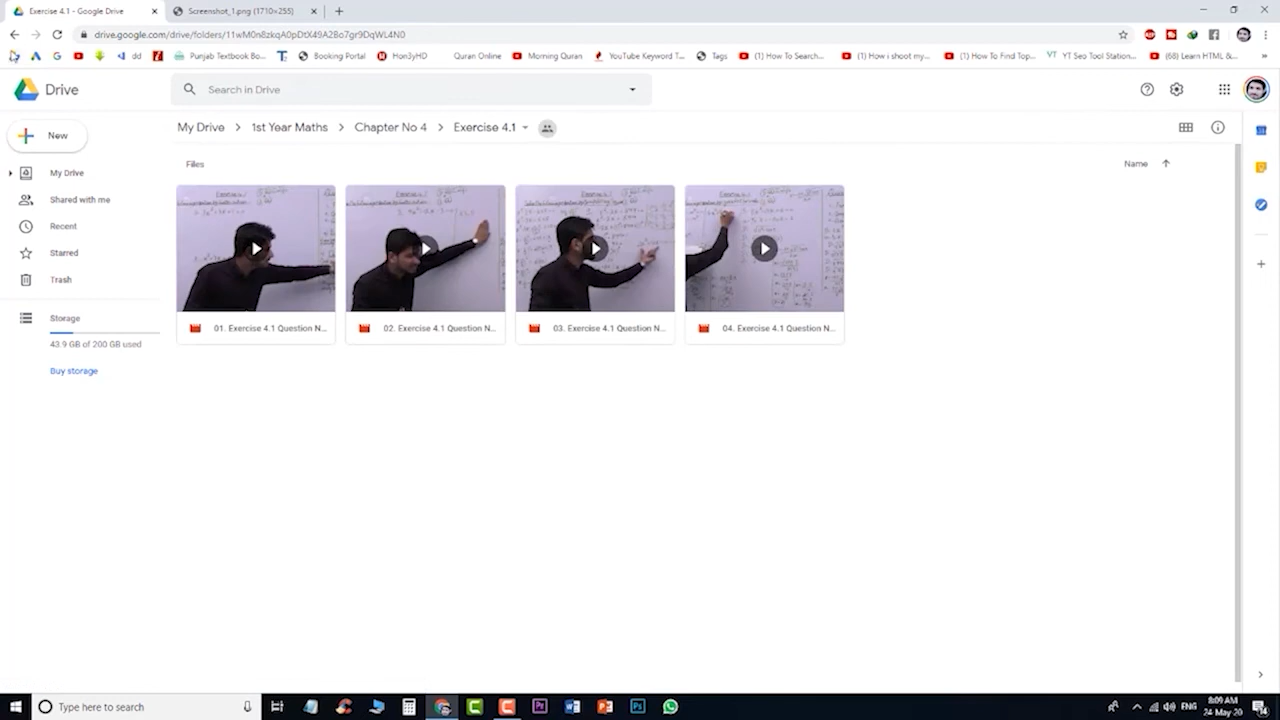 Exercise 4.1 - Google Drive
Screenshot_1.png (1710×255)
drive.google.com/drive/folders/11wM0n8zkqA0pDtX49A28o7gr9DqWL4N0
dd Punjab Textbook Bo... Booking Portal Hon3yHD Quran Online Morning Quran YouTube Keyword T... Tags (1) How To Search... (1) How i shoot my... (1) How To Find Top... YT Seo Tool Station... (68) Learn HTML &...
Drive
Search in Drive
New
My Drive 1st Year Maths Chapter No 4 Exercise 4.1
Files
Name
My Drive
Shared with me
Recent
Starred
Trash
Storage
43.9 GB of 200 GB used
Buy storage
01. Exercise 4.1 Question N...
02. Exercise 4.1 Question N...
03. Exercise 4.1 Question N...
04. Exercise 4.1 Question N...
Type here to search
ENG
8:09 AM
24-May-20